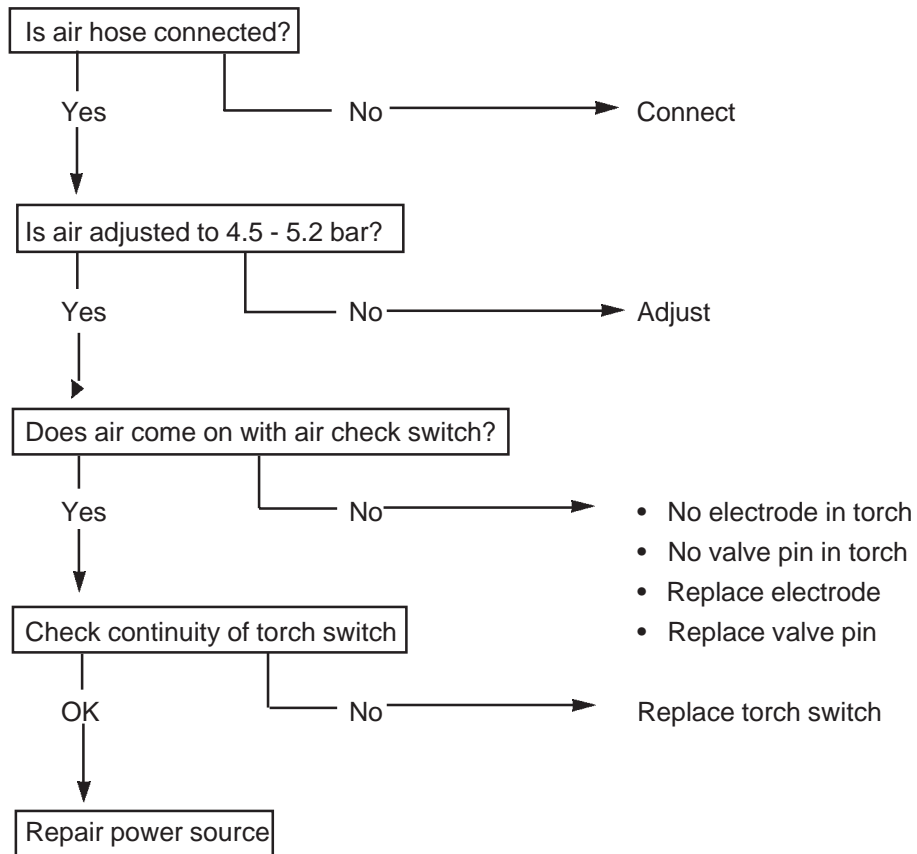 Is air hose connected?
Yes
No
Connect
Is air adjusted to 4.5 - 5.2 bar?
Yes
No
Adjust
Does air come on with air check switch?
Yes
No
• No electrode in torch
• No valve pin in torch
• Replace electrode
• Replace valve pin
Check continuity of torch switch
OK
No
Replace torch switch
Repair power source